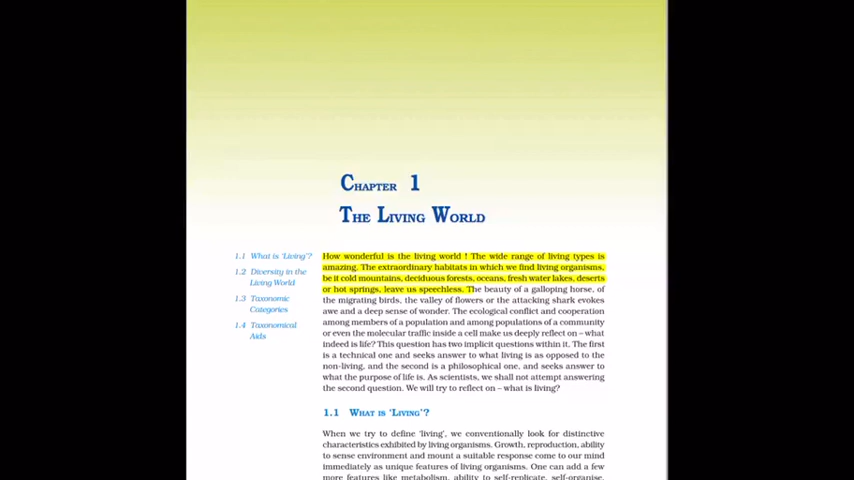 CHAPTER 1
THE LIVING WORLD
1.1 What is 'Living'?
1.2 Diversity in the
Living World
1.3 Taxonomic
Categories
1.4 Taxonomical
Aids
How wonderful is the living world ! The wide range of living types is
amazing. The extraordinary habitats in which we find living organisms,
be it cold mountains, deciduous forests, oceans, fresh water lakes, deserts
or hot springs, leave us speechless. The beauty of a galloping horse, of
the migrating birds, the valley of flowers or the attacking shark evokes
awe and a deep sense of wonder. The ecological conflict and cooperation
among members of a population and among populations of a community
or even the molecular traffic inside a cell make us deeply reflect on – what
indeed is life? This question has two implicit questions within it. The first
is a technical one and seeks answer to what living is as opposed to the
non-living, and the second is a philosophical one, and seeks answer to
what the purpose of life is. As scientists, we shall not attempt answering
the second question. We will try to reflect on – what is living?
1.1 WHAT IS 'LIVING'?
When we try to define 'living', we conventionally look for distinctive
characteristics exhibited by living organisms. Growth, reproduction, ability
to sense environment and mount a suitable response come to our mind
immediately as unique features of living organisms. One can add a few
more features like metabolism, ability to self-replicate, self-organise,